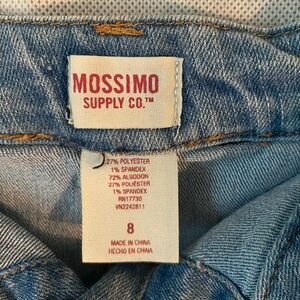 MOSSIMO
SUPPLY CO.™
27% POLYESTER
1% SPANDEX
72% ALGODÓN
27% POLIÉSTER
1% SPANDEX
RN17730
VN2242811
8
MADE IN CHINA
HECHO EN CHINA